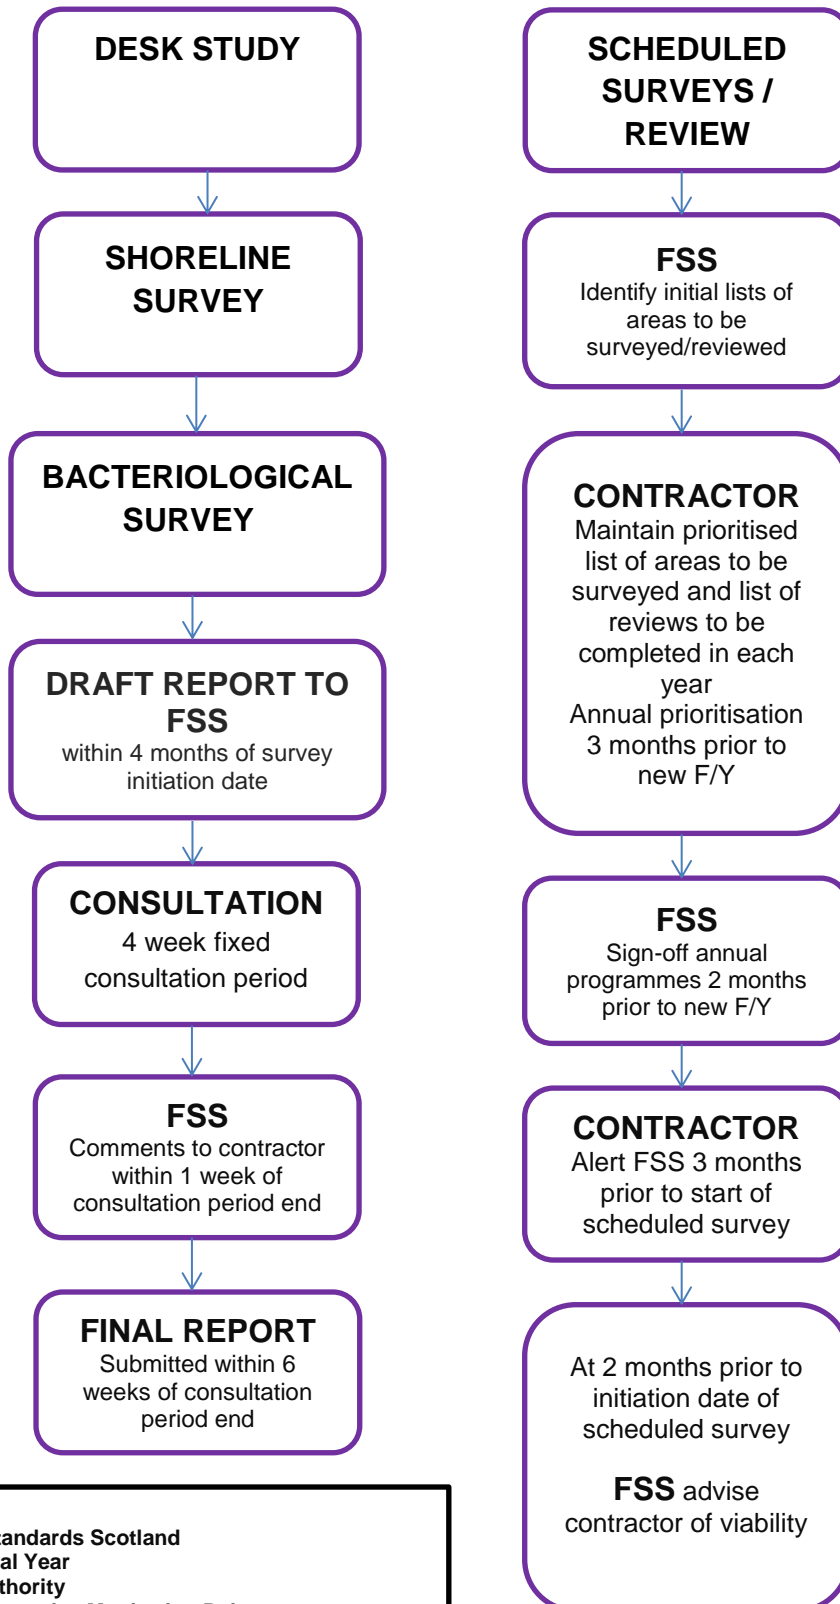 DESK STUDY
SHORELINE
SURVEY
BACTERIOLOGICAL
SURVEY
DRAFT REPORT TO
FSS
within 4 months of survey
initiation date
CONSULTATION
4 week fixed
consultation period
FSS
Comments to contractor
within 1 week of
consultation period end
FINAL REPORT
Submitted within 6
weeks of consultation
period end
SCHEDULED
SURVEYS /
REVIEW
FSS
Identify initial lists of
areas to be
surveyed/reviewed
CONTRACTOR
Maintain prioritised
list of areas to be
surveyed and list of
reviews to be
completed in each
year
Annual prioritisation
3 months prior to
new F/Y
FSS
Sign-off annual
programmes 2 months
prior to new F/Y
CONTRACTOR
Alert FSS 3 months
prior to start of
scheduled survey
At 2 months prior to
initiation date of
scheduled survey
FSS advise
contractor of viability
tandards Scotland
al Year
thority